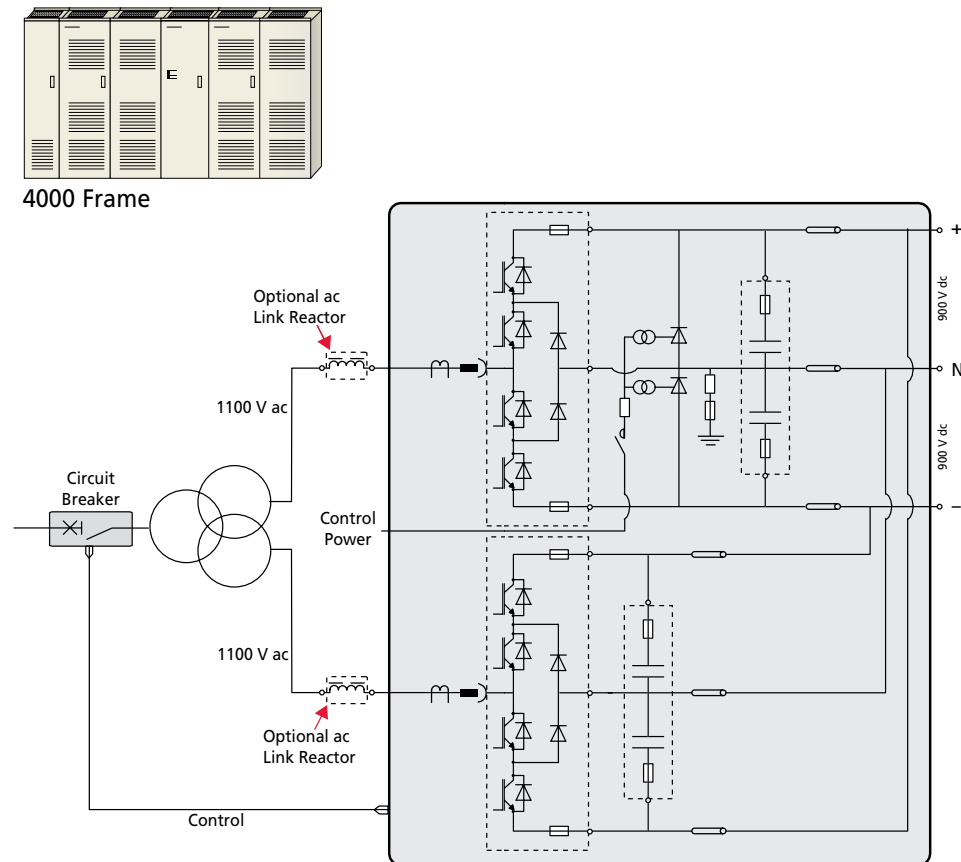 4000 Frame
Optional ac
Link Reactor
1100 V ac
Circuit
Breaker
Control
Power
1100 V ac
Optional ac
Link Reactor
Control
+
900 V dc
N
900 V dc
–